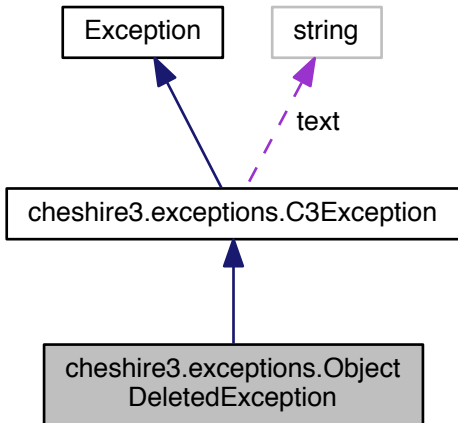 Exception
string
text
cheshire3.exceptions.C3Exception
cheshire3.exceptions.Object
DeletedException